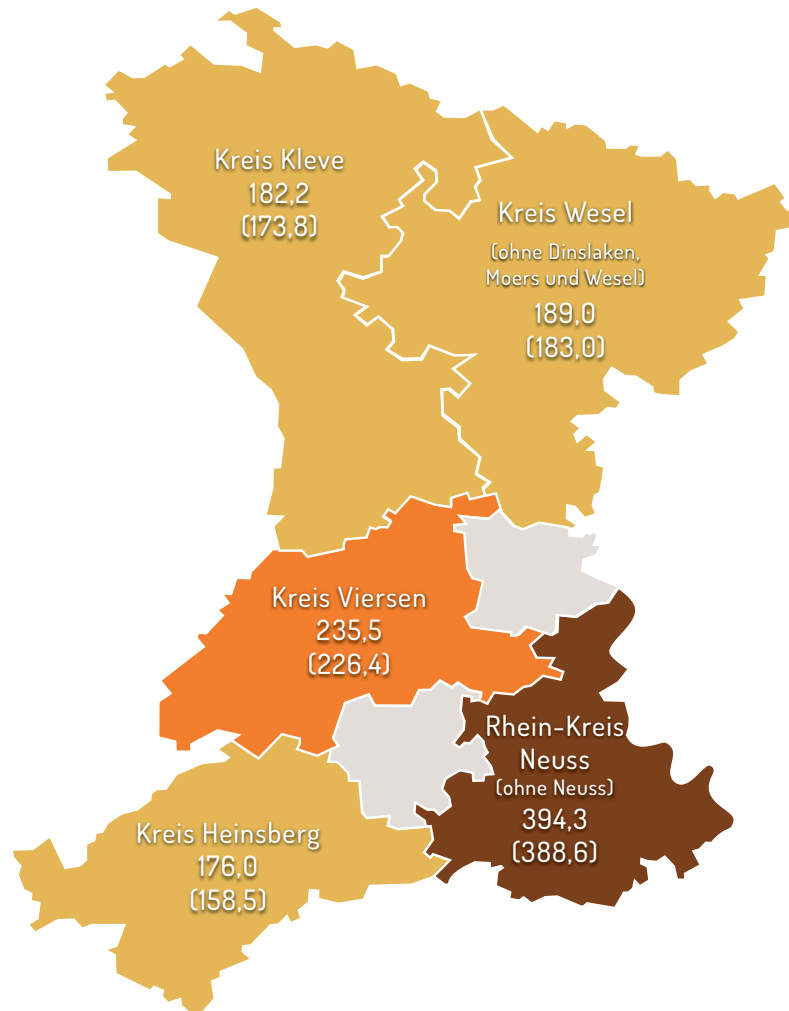 Kreis Kleve
182,2
(173,8)
Kreis Wesel
(ohne Dinslaken,
Moers und Wesel)
189,0
(183,0)
Kreis Viersen
235,5
(226,4)
Rhein-Kreis
Neuss
(ohne Neuss)
394,3
(388,6)
Kreis Heinsberg
176,0
(158,5)